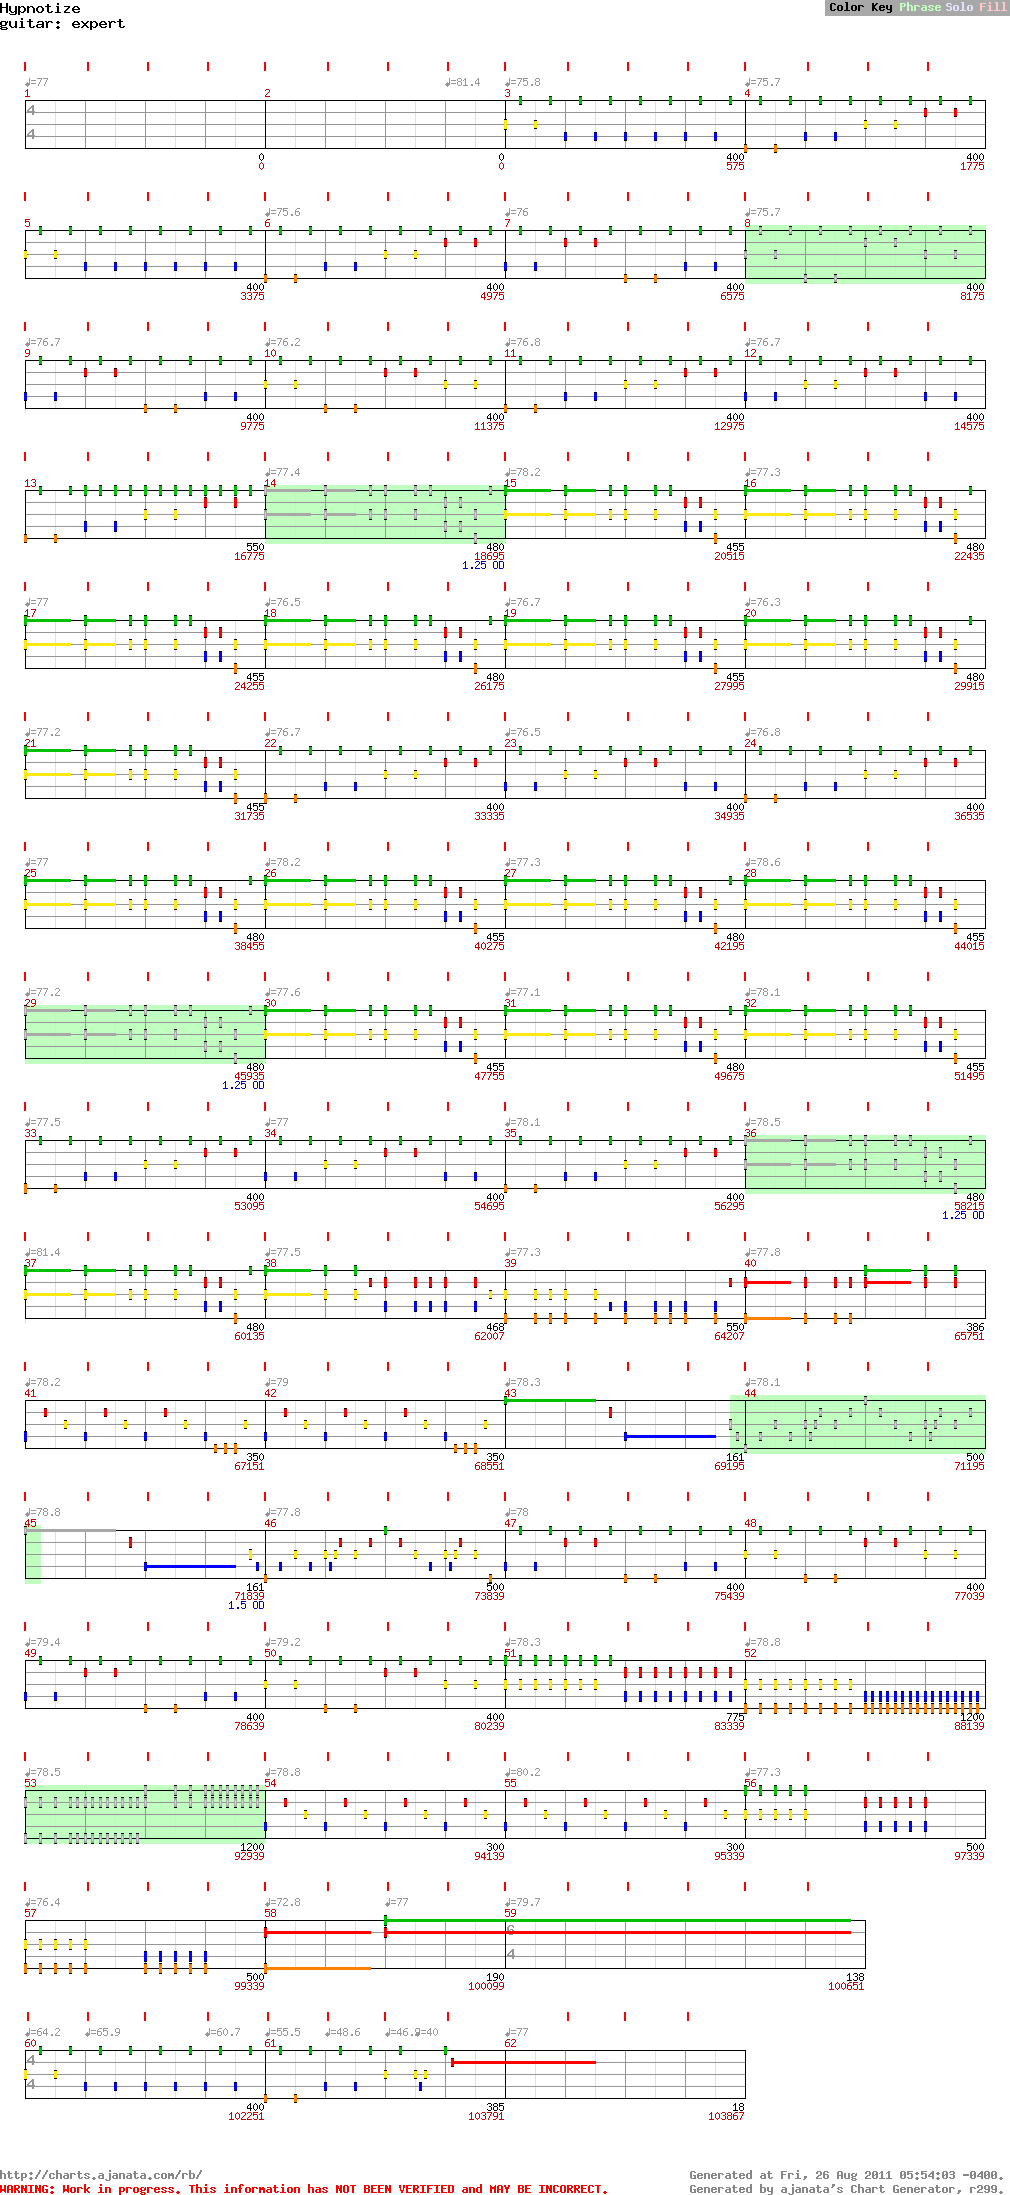 Hypnotize
guitar: expert
Color Key Phrase Solo Fill
♩=77 ♩=81.4 ♩=75.8 ♩=75.7
1 2 3 4
4
4
0 0 400 400
0 0 575 1775
♩=75.6 ♩=76 ♩=75.7
5 6 7 8
400 400 400 400
3375 4975 6575 8175
♩=76.7 ♩=76.2 ♩=76.8 ♩=76.7
9 10 11 12
400 400 400 400
9775 11375 12975 14575
♩=77.4 ♩=78.2 ♩=77.3
13 14 15 16
550 480 455 480
16775 18695 20515 22435
1.25 OD
♩=77 ♩=76.5 ♩=76.7 ♩=76.3
17 18 19 20
455 480 455 480
24255 26175 27995 29915
♩=77.2 ♩=76.7 ♩=76.5 ♩=76.8
21 22 23 24
455 400 400 400
31735 33335 34935 36535
♩=77 ♩=78.2 ♩=77.3 ♩=78.6
25 26 27 28
480 455 480 455
38455 40275 42195 44015
♩=77.2 ♩=77.6 ♩=77.1 ♩=78.1
29 30 31 32
480 455 480 455
45935 47755 49675 51495
1.25 OD
♩=77.5 ♩=77 ♩=78.1 ♩=78.5
33 34 35 36
400 400 400 480
53095 54695 56295 58215
1.25 OD
♩=81.4 ♩=77.5 ♩=77.3 ♩=77.8
37 38 39 40
480 468 550 386
60135 62007 64207 65751
♩=78.2 ♩=79 ♩=78.3 ♩=78.1
41 42 43 44
350 350 161 500
67151 68551 69195 71195
♩=78.8 ♩=77.8 ♩=78
45 46 47 48
161 500 400 400
71839 73839 75439 77039
1.5 OD
♩=79.4 ♩=79.2 ♩=78.3 ♩=78.8
49 50 51 52
400 400 775 1200
78639 80239 83339 88139
♩=78.5 ♩=78.8 ♩=80.2 ♩=77.3
53 54 55 56
1200 300 300 500
92939 94139 95339 97339
♩=76.4 ♩=72.8 ♩=77 ♩=79.7
57 58 59
6
4
500 190 138
99339 100099 100651
♩=64.2 ♩=65.9 ♩=60.7 ♩=55.5 ♩=48.6 ♩=46.9 =40 ♩=77
60 61 62
4
4
400 385 18
102251 103791 103867
http://charts.ajanata.com/rb/
Generated at Fri, 26 Aug 2011 05:54:03 -0400.
WARNING: Work in progress. This information has NOT BEEN VERIFIED and MAY BE INCORRECT.
Generated by ajanata's Chart Generator, r299.